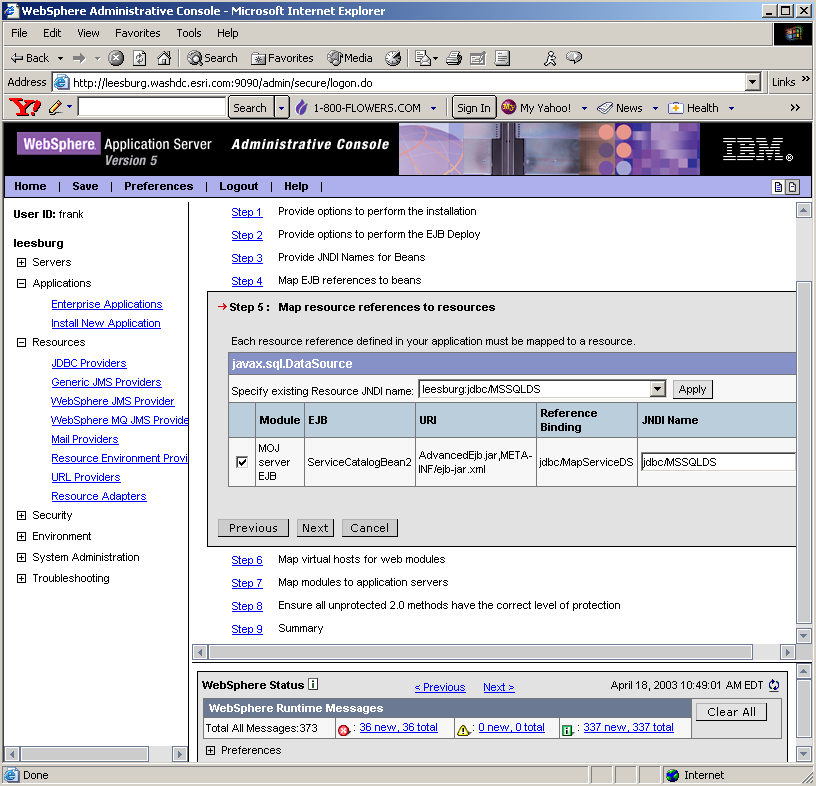 WebSphere Administrative Console - Microsoft Internet Explorer
File Edit View Favorites Tools Help
Back Search Favorites Media
Address http://leesburg.washdc.esri.com:9090/admin/secure/logon.do Links »
Y! Search 1-800-FLOWERS.COM Sign In My Yahoo! News Health »
WebSphere Application Server Administrative Console IBM
Version 5
Home | Save | Preferences | Logout | Help |
User ID: frank
leesburg
Servers
Applications
Enterprise Applications
Install New Application
Resources
JDBC Providers
Generic JMS Providers
WebSphere JMS Provider
WebSphere MQ JMS Provide
Mail Providers
Resource Environment Provi
URL Providers
Resource Adapters
Security
Environment
System Administration
Troubleshooting
Step 1 Provide options to perform the installation
Step 2 Provide options to perform the EJB Deploy
Step 3 Provide JNDI Names for Beans
Step 4 Map EJB references to beans
Step 5 : Map resource references to resources
Each resource reference defined in your application must be mapped to a resource.
javax.sql.DataSource
Specify existing Resource JNDI name: leesburg:jdbc/MSSQLDS Apply
Module EJB URI Reference Binding JNDI Name
MOJ server EJB ServiceCatalogBean2 AdvancedEjb.jar,META-INF/ejb-jar.xml jdbc/MapServiceDS jdbc/MSSQLDS
Previous Next Cancel
Step 6 Map virtual hosts for web modules
Step 7 Map modules to application servers
Step 8 Ensure all unprotected 2.0 methods have the correct level of protection
Step 9 Summary
WebSphere Status i < Previous Next > April 18, 2003 10:49:01 AM EDT
WebSphere Runtime Messages Clear All
Total All Messages:373 : 36 new, 36 total : 0 new, 0 total : 337 new, 337 total
Preferences
Done Internet